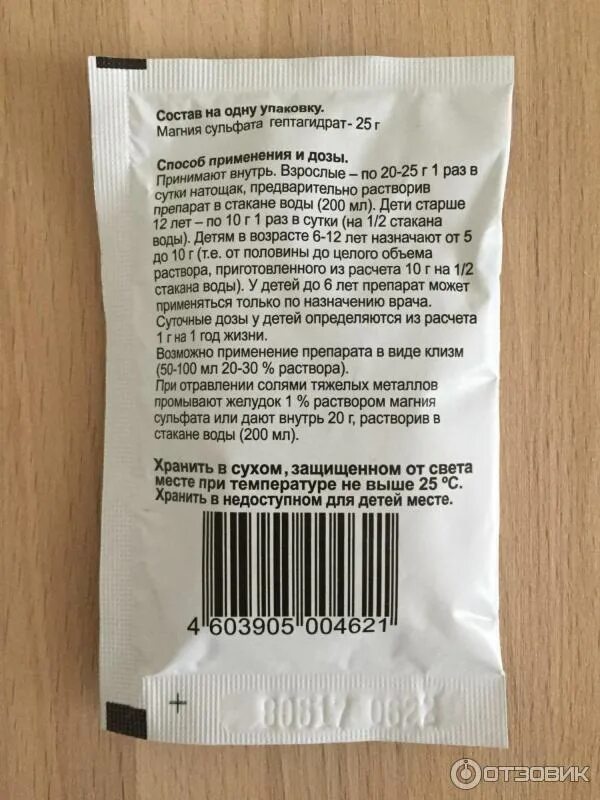 Состав на одну упаковку.
Магния сульфата гептагидрат- 25 г
Способ применения и дозы.
Принимают внутрь. Взрослые – по 20-25 г 1 раз в
сутки натощак, предварительно растворив
препарат в стакане воды (200 мл). Дети старше
12 лет – по 10 г 1 раз в сутки (на 1/2 стакана
воды). Детям в возрасте 6-12 лет назначают от 5
до 10 г (т.е. от половины до целого объема
раствора, приготовленного из расчета 10 г на 1/2
стакана воды). У детей до 6 лет препарат может
применяться только по назначению врача.
Суточные дозы у детей определяются из расчета
1 г на 1 год жизни.
Возможно применение препарата в виде клизм
(50-100 мл 20-30 % раствора).
При отравлении солями тяжелых металлов
промывают желудок 1 % раствором магния
сульфата или дают внутрь 20 г, растворив в
стакане воды (200 мл).
Хранить в сухом, защищенном от света
месте при температуре не выше 25 ºС.
Хранить в недоступном для детей месте.
4 603905 004621
+
ОТЗОВИК